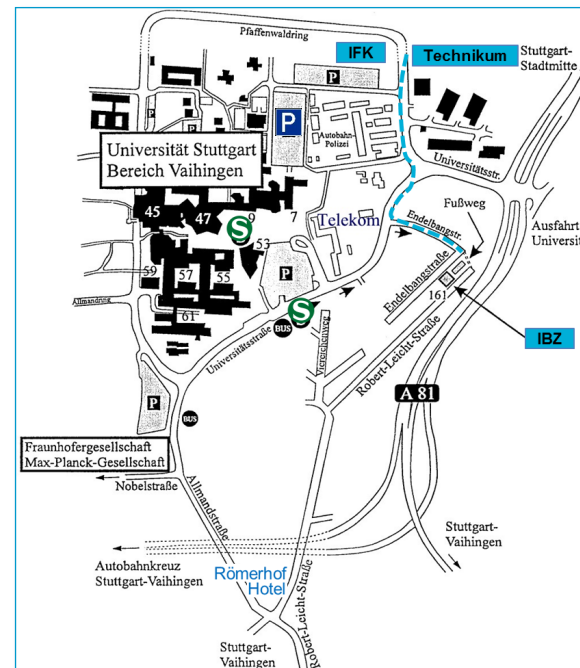 Pfaffenwaldring
IFK
Technikum
Stuttgart-
Stadtmitte
P
P
P
Autobahn-
Polizei
Universität Stuttgart
Bereich Vaihingen
Universitätsstr.
Fußweg
45
47
9
7
Telekom
Endelbangstr.
Ausfahrt
Universit
S
53
59
57
55
P
Endelbangstraße
161
Allmandring
61
S
BUS
Universitätsstraße
Vierreichenweg
Robert-Leicht-Straße
IBZ
P
A 81
BUS
Fraunhofergesellschaft
Max-Planck-Gesellschaft
Nobelstraße
Allmandstraße
Stuttgart-
Vaihingen
Autobahnkreuz
Stuttgart-Vaihingen
Römerhof
Hotel
Robert-Leicht-Straße
Stuttgart-
Vaihingen